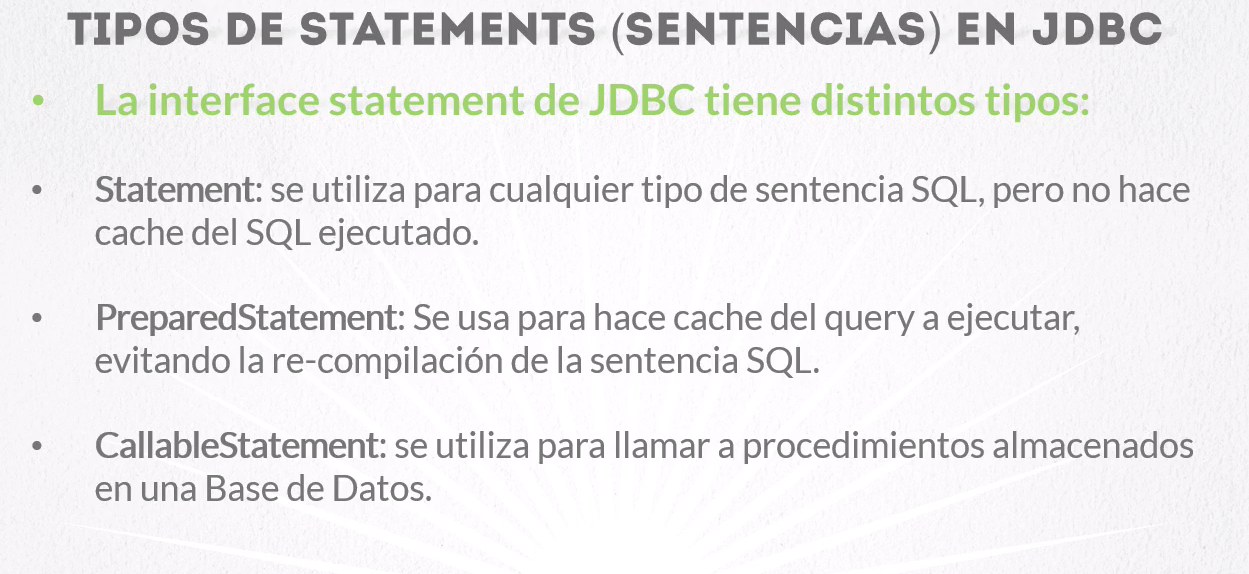 TIPOS DE STATEMENTS (SENTENCIAS) EN JDBC
• La interface statement de JDBC tiene distintos tipos:
• Statement: se utiliza para cualquier tipo de sentencia SQL, pero no hace
cache del SQL ejecutado.
• PreparedStatement: Se usa para hace cache del query a ejecutar,
evitando la re-compilación de la sentencia SQL.
• CallableStatement: se utiliza para llamar a procedimientos almacenados
en una Base de Datos.